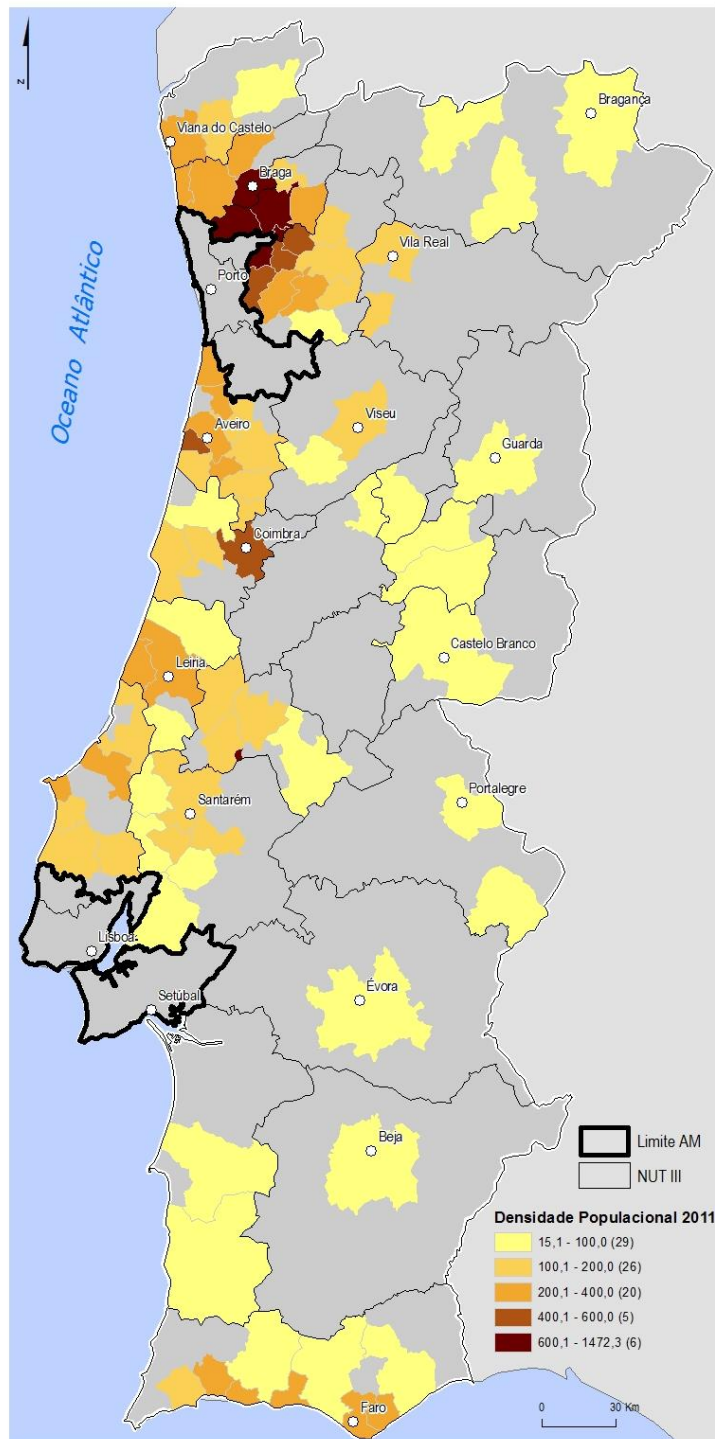 z
Viana do Castelo
Bragança
Braga
Vila Real
Porto
Oceano Atlântico
Viseu
Aveiro
Guarda
Coimbra
Castelo Branco
Leiria
Portalegre
Santarém
Lisboa
Évora
Setúbal
Beja
Limite AM
NUT III
Densidade Populacional 2011
15,1 - 100,0 (29)
100,1 - 200,0 (26)
200,1 - 400,0 (20)
400,1 - 600,0 (5)
600,1 - 1472,3 (6)
Faro
0 30 Km